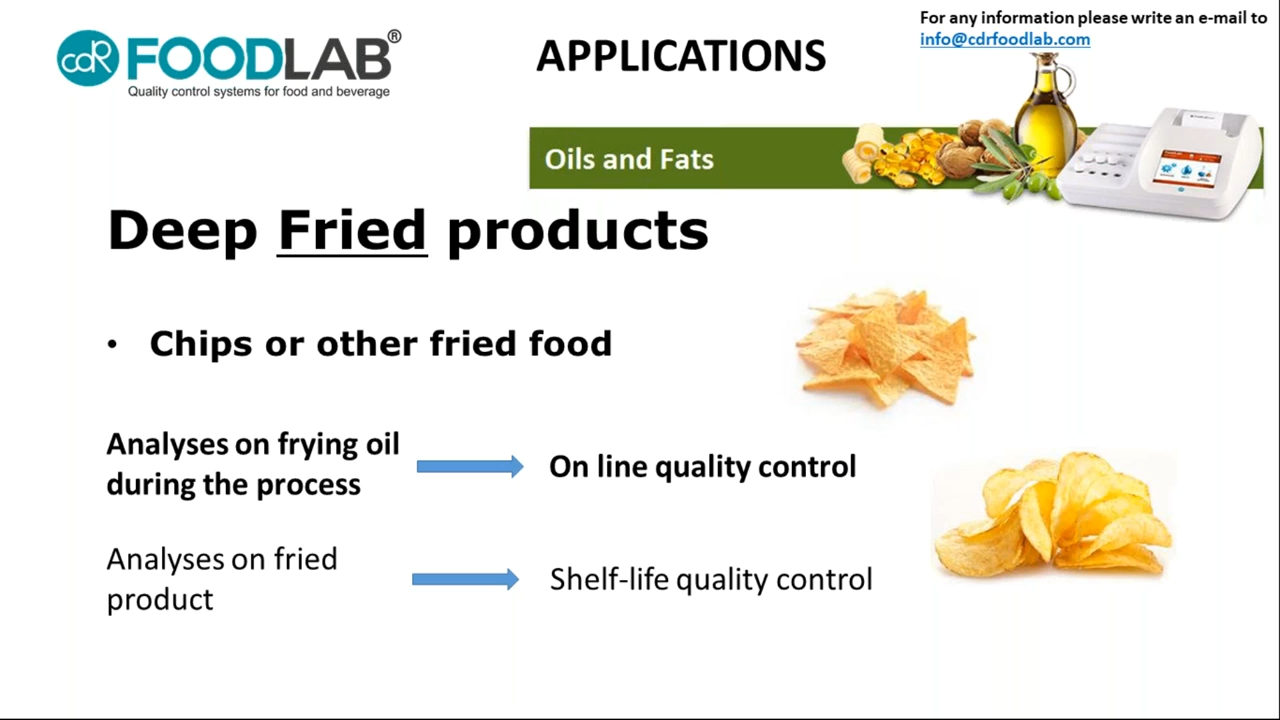 For any information please write an e-mail to
info@cdrfoodlab.com
cdR FOODLAB®
Quality control systems for food and beverage
APPLICATIONS
Oils and Fats
Deep Fried products
• Chips or other fried food
Analyses on frying oil
during the process
On line quality control
Analyses on fried
product
Shelf-life quality control